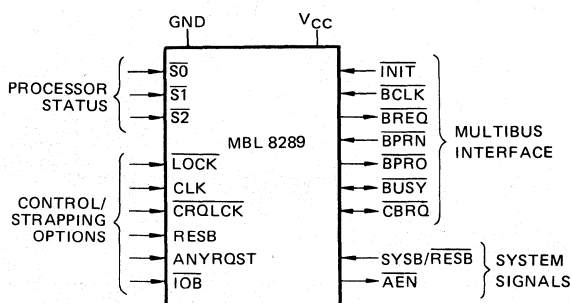 GND
VCC
PROCESSOR
STATUS
S0
S1
S2
CONTROL/
STRAPPING
OPTIONS
LOCK
CLK
CRQLCK
RESB
ANYRQST
IOB
MBL 8289
INIT
BCLK
BREQ
BPRN
BPRO
BUSY
CBRQ
MULTIBUS
INTERFACE
SYSB/RESB
AEN
SYSTEM
SIGNALS